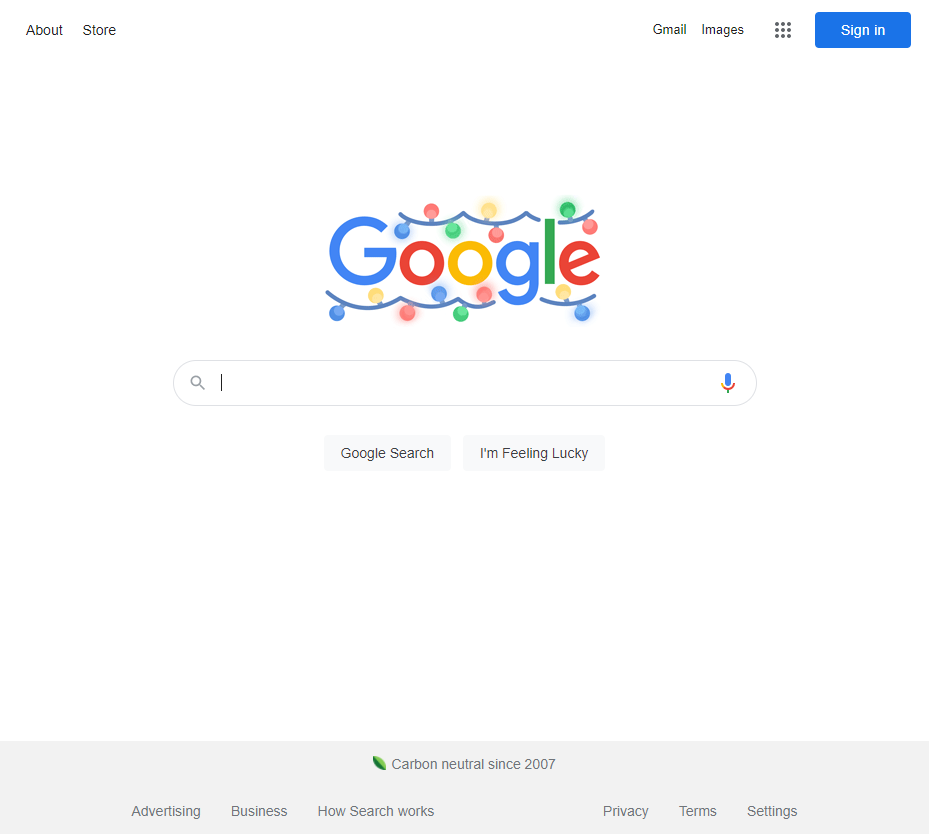 About Store Gmail Images Sign in
Google
Google Search I'm Feeling Lucky
Carbon neutral since 2007
Advertising Business How Search works Privacy Terms Settings